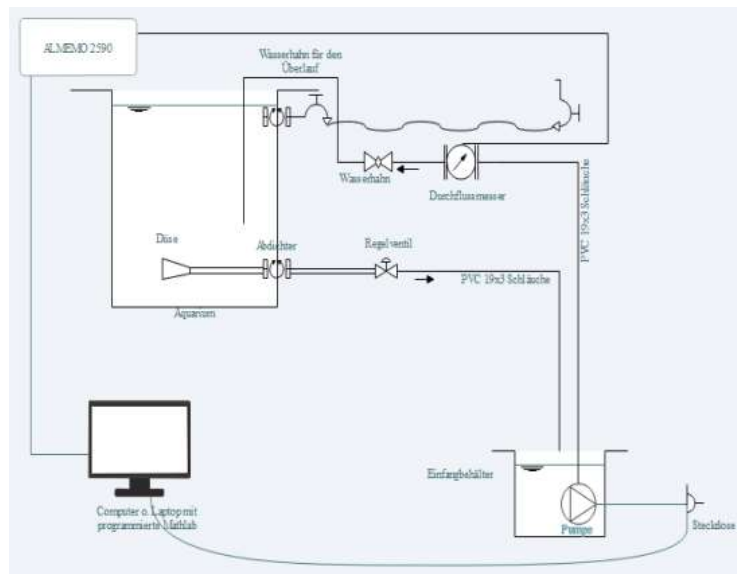 ALMEMO 2590
Wasserhahn für den
Überlauf
Wasserhahn
Durchflussmesser
PVC 19x3 Schläuche
Düse
Abdichter
Regelventil
PVC 19x3 Schläuche
Aquarium
Einfangbehälter
Pumpe
Steckdose
Computer o. Laptop mit
programmierte Mathlab